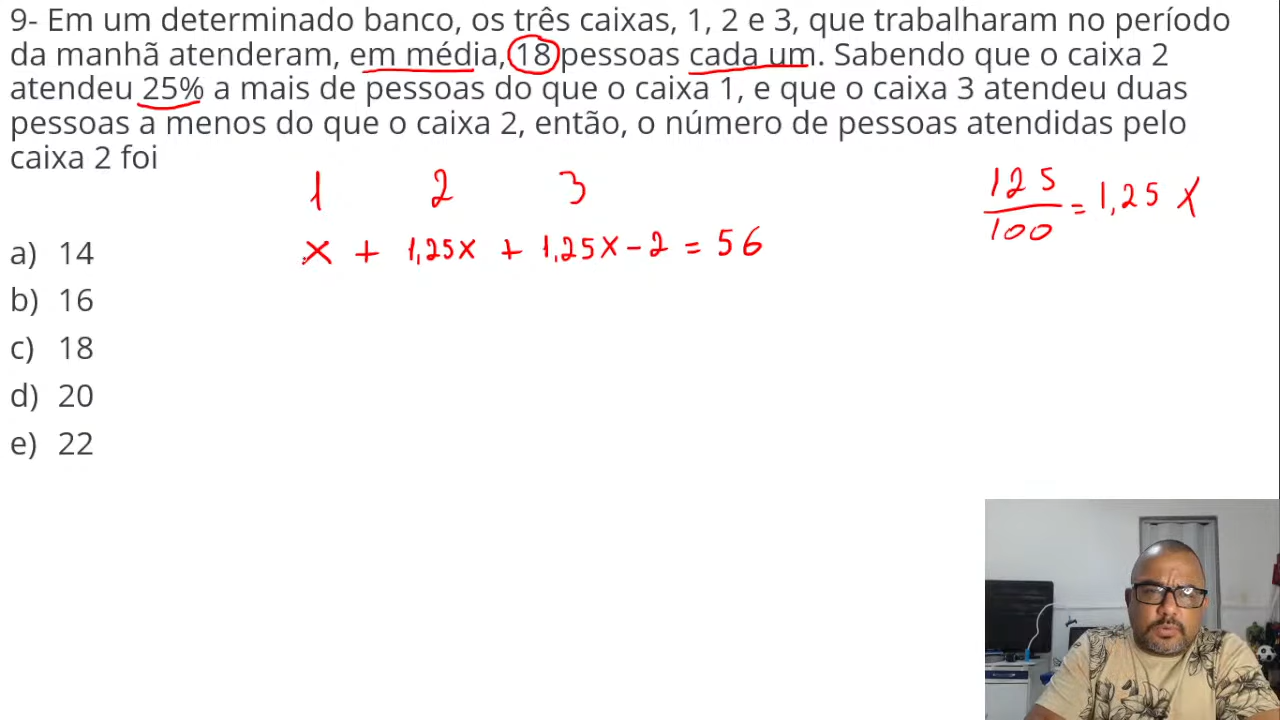 9- Em um determinado banco, os três caixas, 1, 2 e 3, que trabalharam no período
da manhã atenderam, em média, 18 pessoas cada um. Sabendo que o caixa 2
atendeu 25% a mais de pessoas do que o caixa 1, e que o caixa 3 atendeu duas
pessoas a menos do que o caixa 2, então, o número de pessoas atendidas pelo
caixa 2 foi
1 2 3
125
100
= 1,25 X
x + 1,25x + 1,25x - 2 = 56
a) 14
b) 16
c) 18
d) 20
e) 22